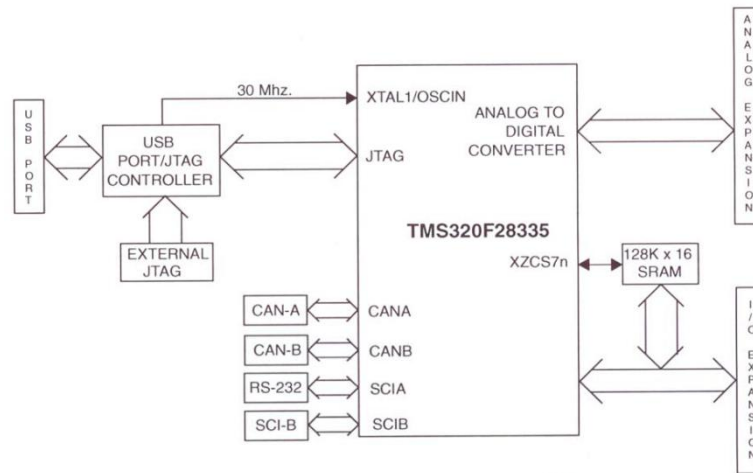 30 Mhz.
USB PORT
USB
PORT/JTAG
CONTROLLER
EXTERNAL
JTAG
XTAL1/OSCIN
JTAG
ANALOG TO
DIGITAL
CONVERTER
ANALOG EXPANSION
TMS320F28335
XZCS7n
128K x 16
SRAM
CAN-A
CANA
CAN-B
CANB
RS-232
SCIA
SCI-B
SCIB
I/O EXPANSION